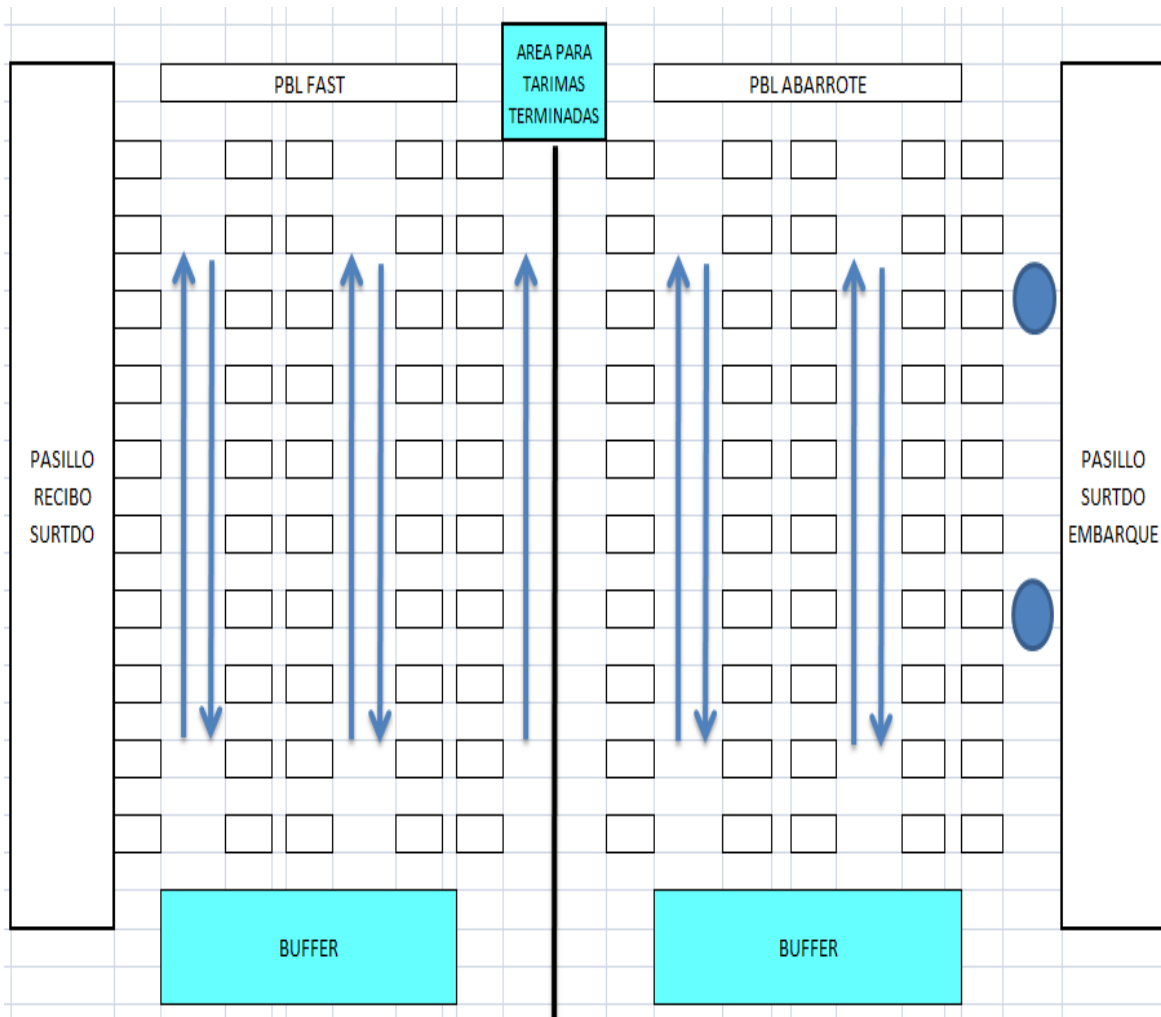 AREA PARA
TARIMAS
TERMINADAS
PBL FAST
PBL ABARROTE
PASILLO
RECIBO
SURTDO
PASILLO
SURTDO
EMBARQUE
BUFFER
BUFFER